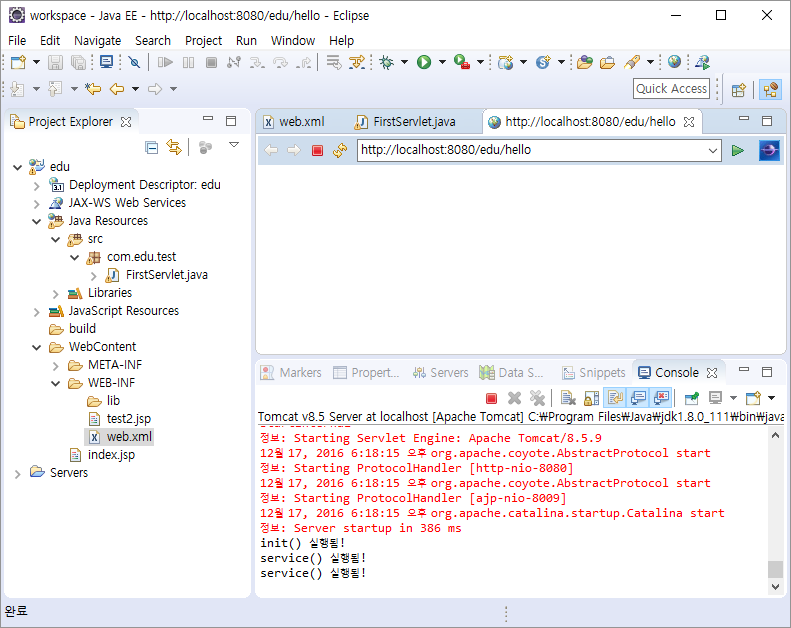 workspace - Java EE - http://localhost:8080/edu/hello - Eclipse
File Edit Navigate Search Project Run Window Help
Quick Access
Project Explorer
edu
Deployment Descriptor: edu
JAX-WS Web Services
Java Resources
src
com.edu.test
FirstServlet.java
Libraries
JavaScript Resources
build
WebContent
META-INF
WEB-INF
lib
test2.jsp
web.xml
index.jsp
Servers
web.xml FirstServlet.java http://localhost:8080/edu/hello
http://localhost:8080/edu/hello
Markers Propert... Servers Data S... Snippets Console
Tomcat v8.5 Server at localhost [Apache Tomcat] C:₩Program Files₩Java₩jdk1.8.0_111₩bin₩java
정보: Starting Servlet Engine: Apache Tomcat/8.5.9
12월 17, 2016 6:18:15 오후 org.apache.coyote.AbstractProtocol start
정보: Starting ProtocolHandler [http-nio-8080]
12월 17, 2016 6:18:15 오후 org.apache.coyote.AbstractProtocol start
정보: Starting ProtocolHandler [ajp-nio-8009]
12월 17, 2016 6:18:15 오후 org.apache.catalina.startup.Catalina start
정보: Server startup in 386 ms
init() 실행됨!
service() 실행됨!
service() 실행됨!
완료